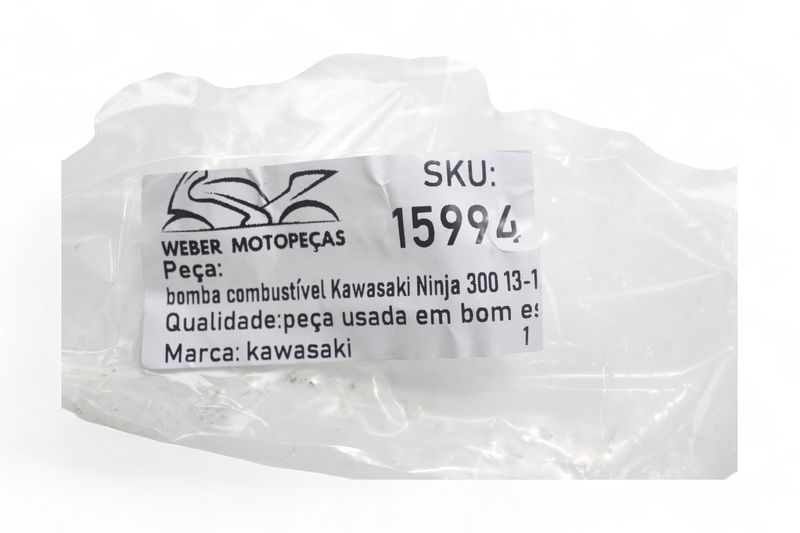 SKU:
15994
WEBER MOTOPEÇAS
Peça:
bomba combustível Kawasaki Ninja 300 13-1
Qualidade:peça usada em bom es
1
Marca: kawasaki